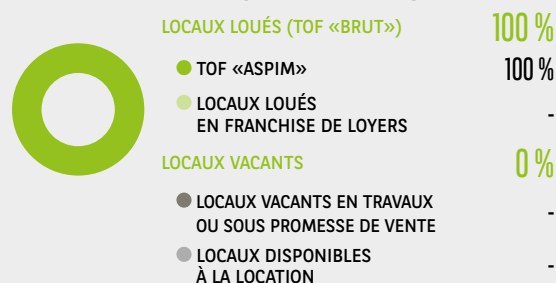 LOCAUX LOUÉS (TOF «BRUT») 100 %
TOF «ASPIM» 100 %
LOCAUX LOUÉS
EN FRANCHISE DE LOYERS -
LOCAUX VACANTS 0 %
LOCAUX VACANTS EN TRAVAUX
OU SOUS PROMESSE DE VENTE -
LOCAUX DISPONIBLES
À LA LOCATION -